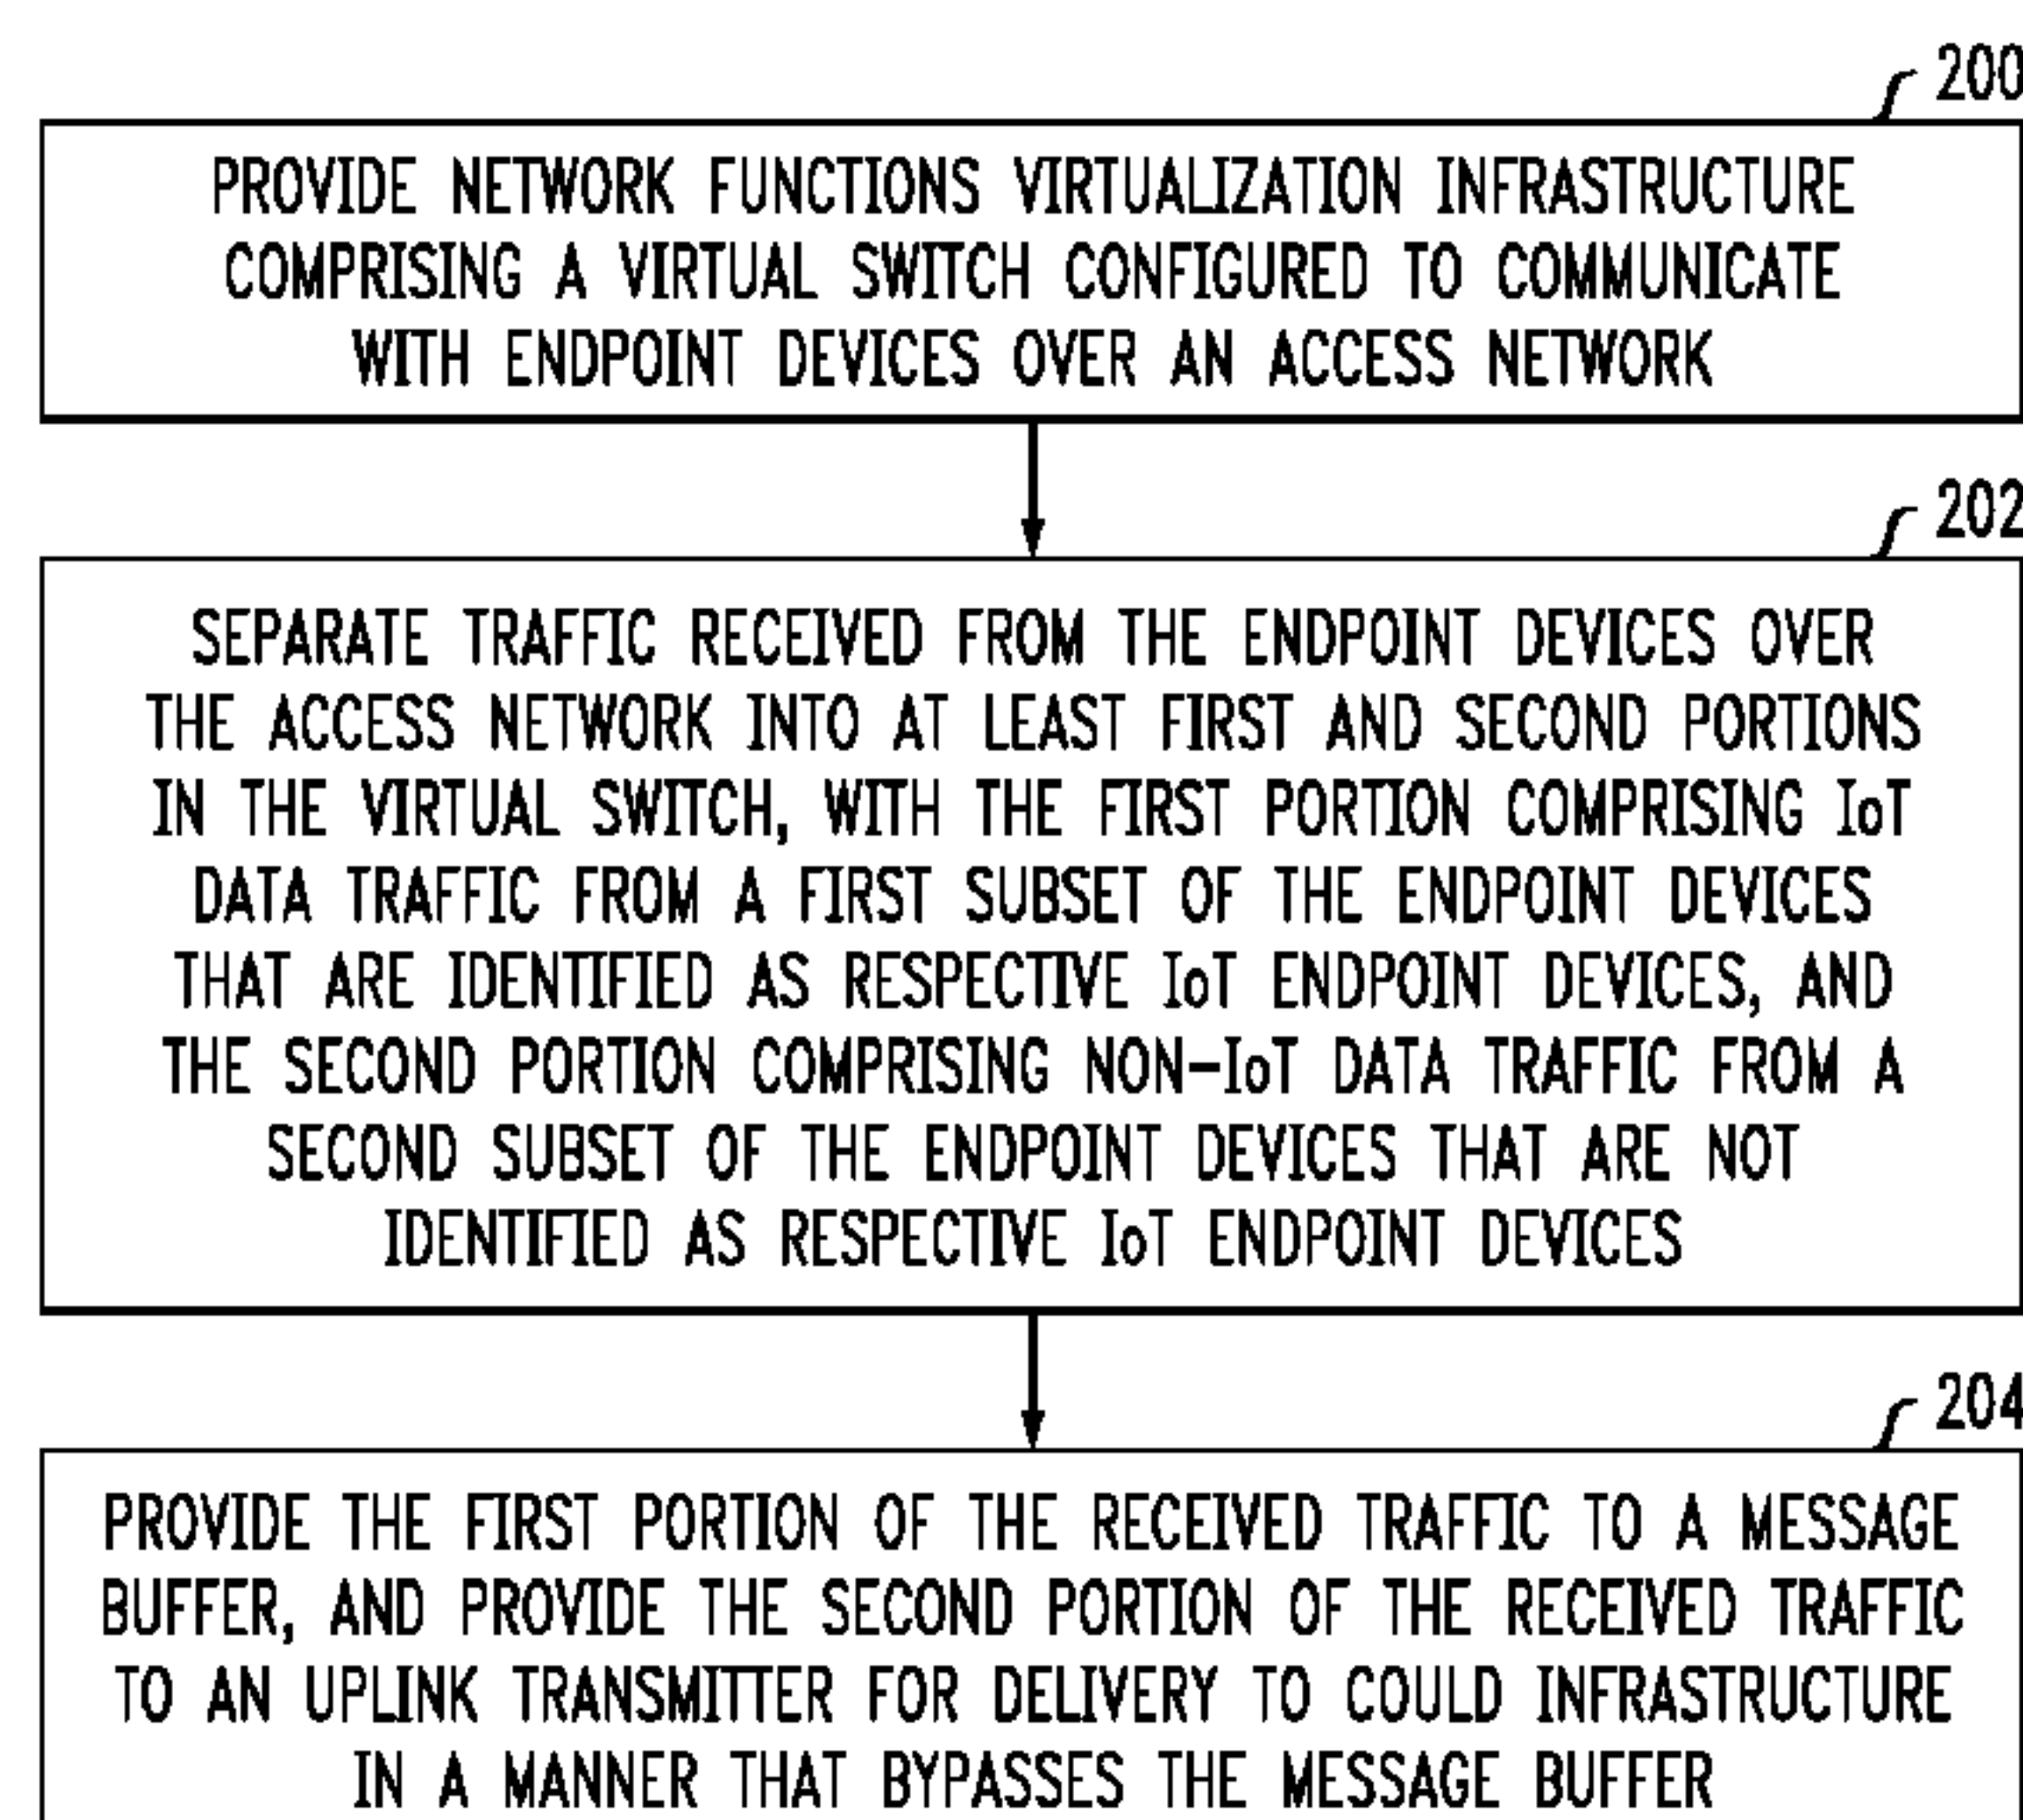 200
PROVIDE NETWORK FUNCTIONS VIRTUALIZATION INFRASTRUCTURE
COMPRISING A VIRTUAL SWITCH CONFIGURED TO COMMUNICATE
WITH ENDPOINT DEVICES OVER AN ACCESS NETWORK
202
SEPARATE TRAFFIC RECEIVED FROM THE ENDPOINT DEVICES OVER
THE ACCESS NETWORK INTO AT LEAST FIRST AND SECOND PORTIONS
IN THE VIRTUAL SWITCH, WITH THE FIRST PORTION COMPRISING IoT
DATA TRAFFIC FROM A FIRST SUBSET OF THE ENDPOINT DEVICES
THAT ARE IDENTIFIED AS RESPECTIVE IoT ENDPOINT DEVICES, AND
THE SECOND PORTION COMPRISING NON-IoT DATA TRAFFIC FROM A
SECOND SUBSET OF THE ENDPOINT DEVICES THAT ARE NOT
IDENTIFIED AS RESPECTIVE IoT ENDPOINT DEVICES
204
PROVIDE THE FIRST PORTION OF THE RECEIVED TRAFFIC TO A MESSAGE
BUFFER, AND PROVIDE THE SECOND PORTION OF THE RECEIVED TRAFFIC
TO AN UPLINK TRANSMITTER FOR DELIVERY TO COULD INFRASTRUCTURE
IN A MANNER THAT BYPASSES THE MESSAGE BUFFER